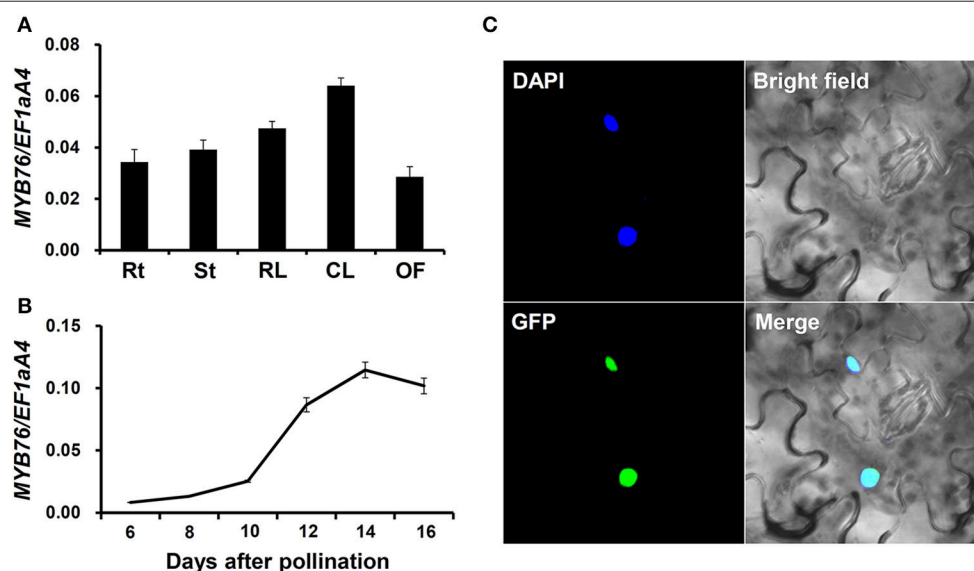 A
MYB76/EF1aA4
0.08
0.06
0.04
0.02
0.00
Rt St RL CL OF
B
MYB76/EF1aA4
0.15
0.10
0.05
0.00
6 8 10 12 14 16
Days after pollination
C
DAPI
Bright field
GFP
Merge